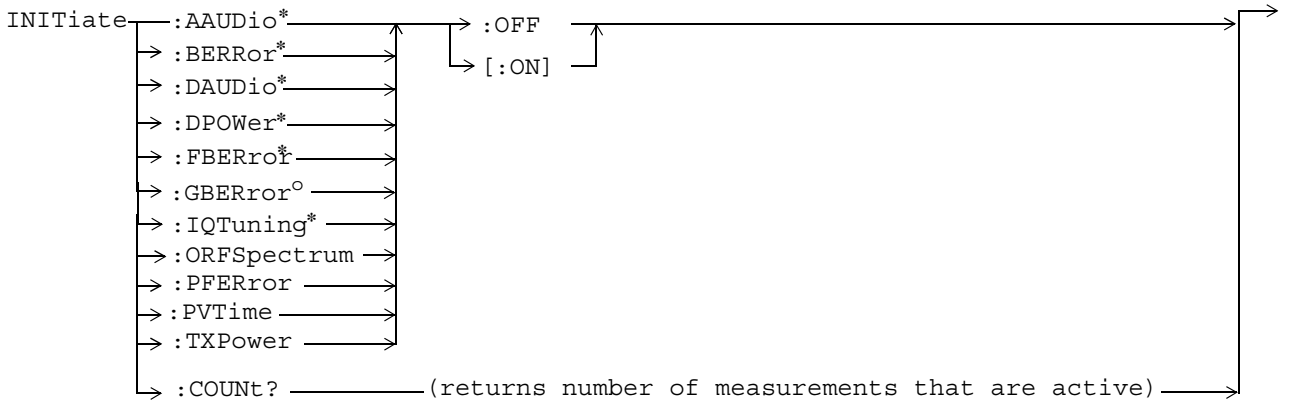 INITiate :AAUDio* :OFF
:BERRor* [:ON]
:DAUDio*
:DPOWer*
:FBERror*
:GBERror°
:IQTuning*
:ORFSpectrum
:PFERror
:PVTime
:TXPower
:COUNt? (returns number of measurements that are active)